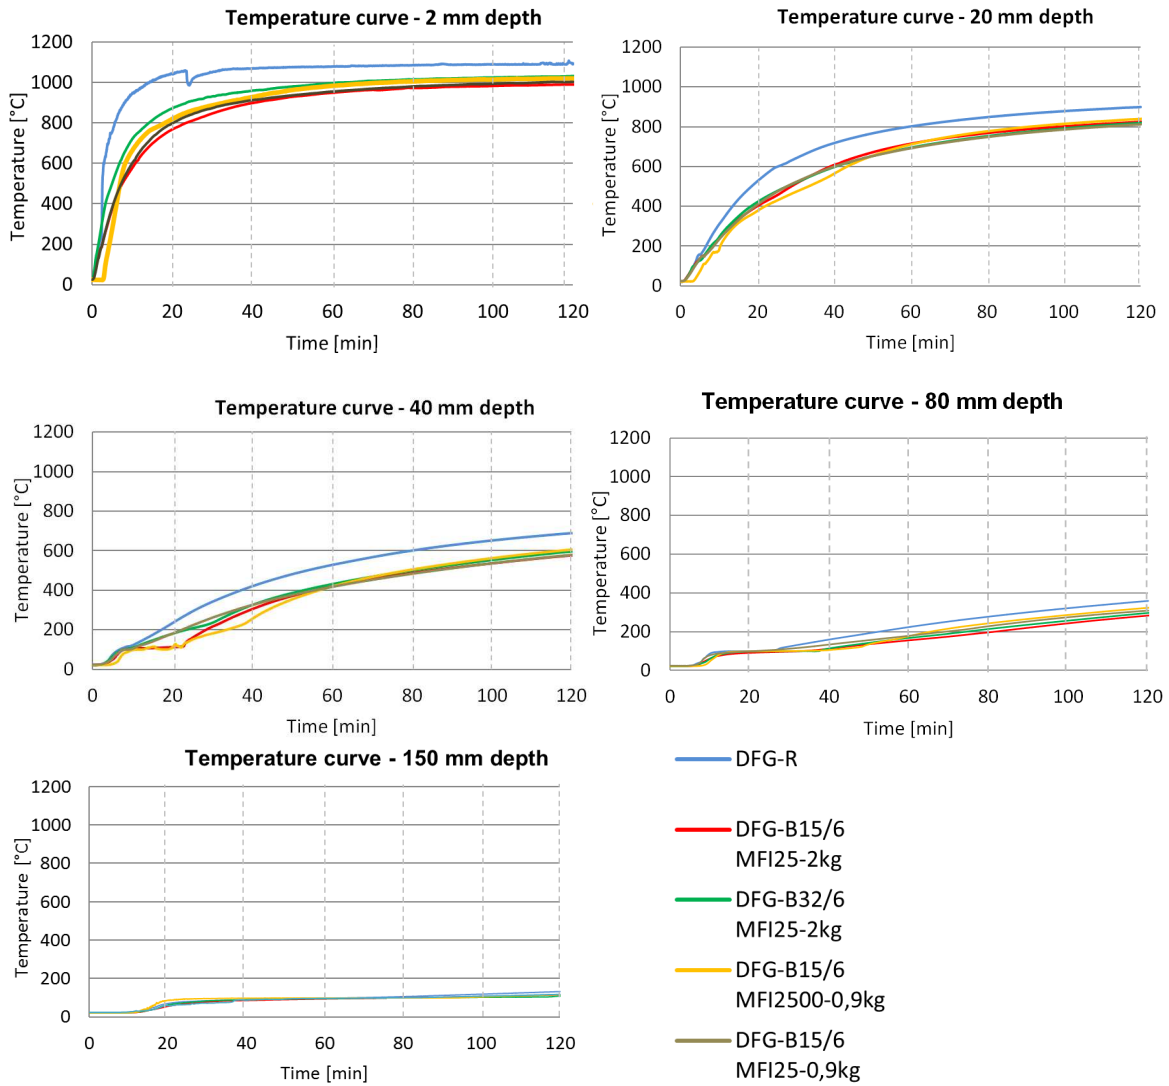 Temperature curve - 2 mm depth
1200
1000
800
600
400
200
0
Temperature [°C]
0 20 40 60 80 100 120
Time [min]
Temperature curve - 20 mm depth
1200
1000
800
600
400
200
0
Temperature [°C]
0 20 40 60 80 100 120
Time [min]
Temperature curve - 40 mm depth
1200
1000
800
600
400
200
0
Temperature [°C]
0 20 40 60 80 100 120
Time [min]
Temperature curve - 80 mm depth
1200
1000
800
600
400
200
0
Temperature [°C]
0 20 40 60 80 100 120
Time [min]
Temperature curve - 150 mm depth
1200
1000
800
600
400
200
0
Temperature [°C]
0 20 40 60 80 100 120
Time [min]
DFG-R
DFG-B15/6
MFI25-2kg
DFG-B32/6
MFI25-2kg
DFG-B15/6
MFI2500-0,9kg
DFG-B15/6
MFI25-0,9kg